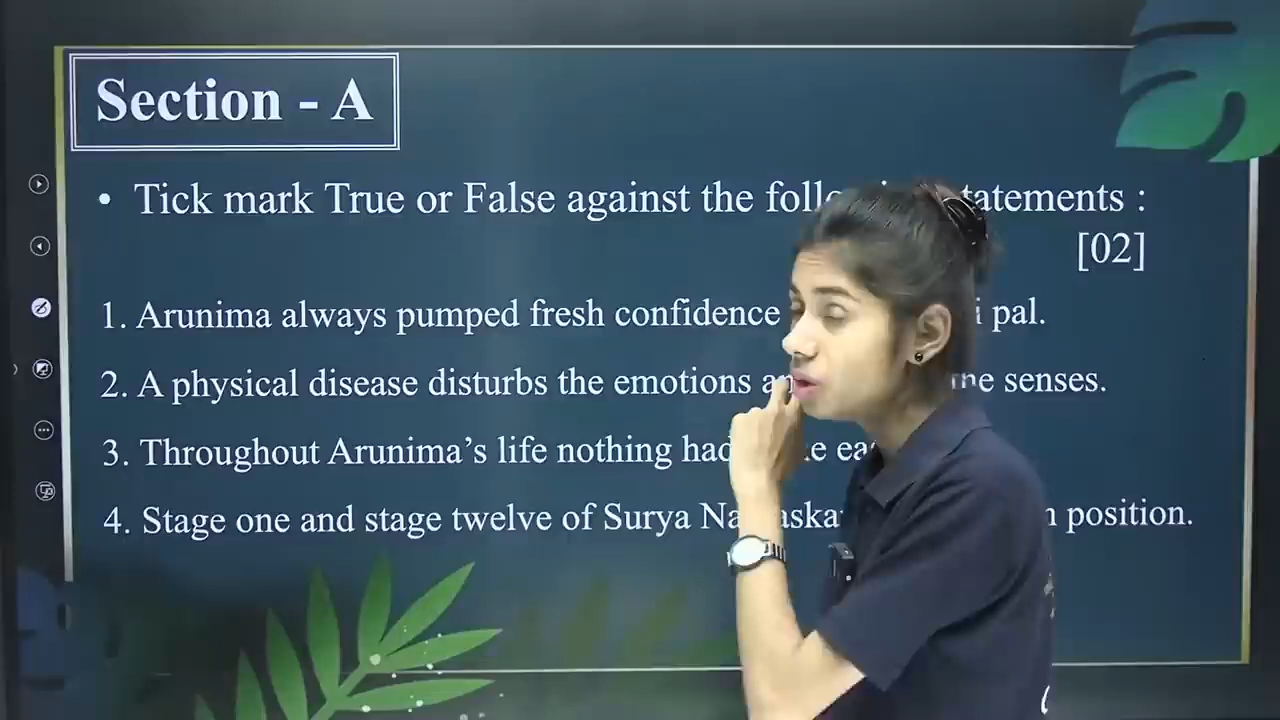 Section - A
• Tick mark True or False against the statements :
[02]
1. Arunima always pumped fresh confidence pal.
2. A physical disease disturbs the emotions senses.
3. Throughout Arunima's life nothing had
4. Stage one and stage twelve of Surya position.